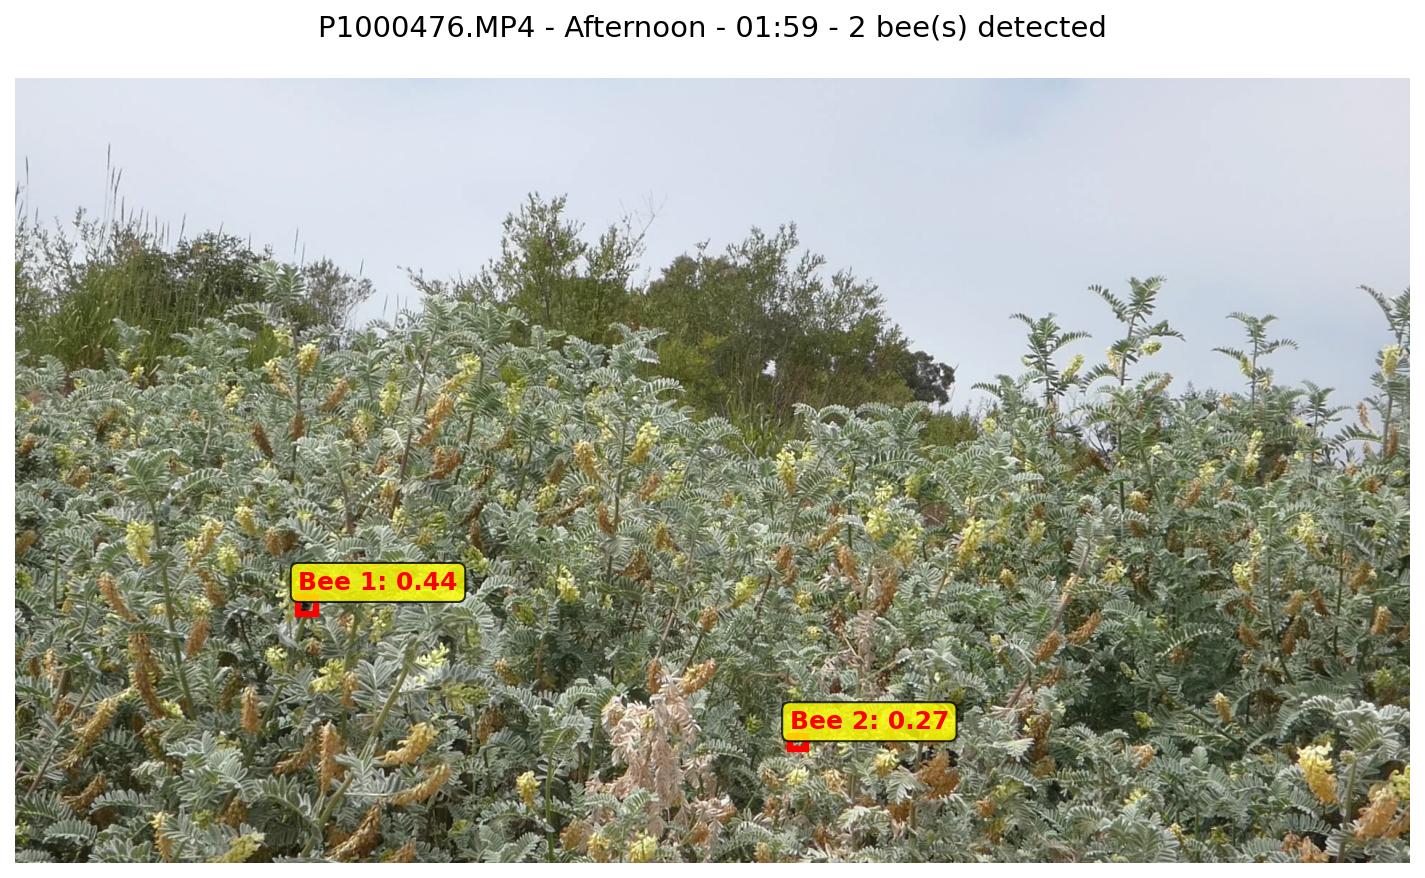 P1000476.MP4 - Afternoon - 01:59 - 2 bee(s) detected
Bee 1: 0.44
Bee 2: 0.27